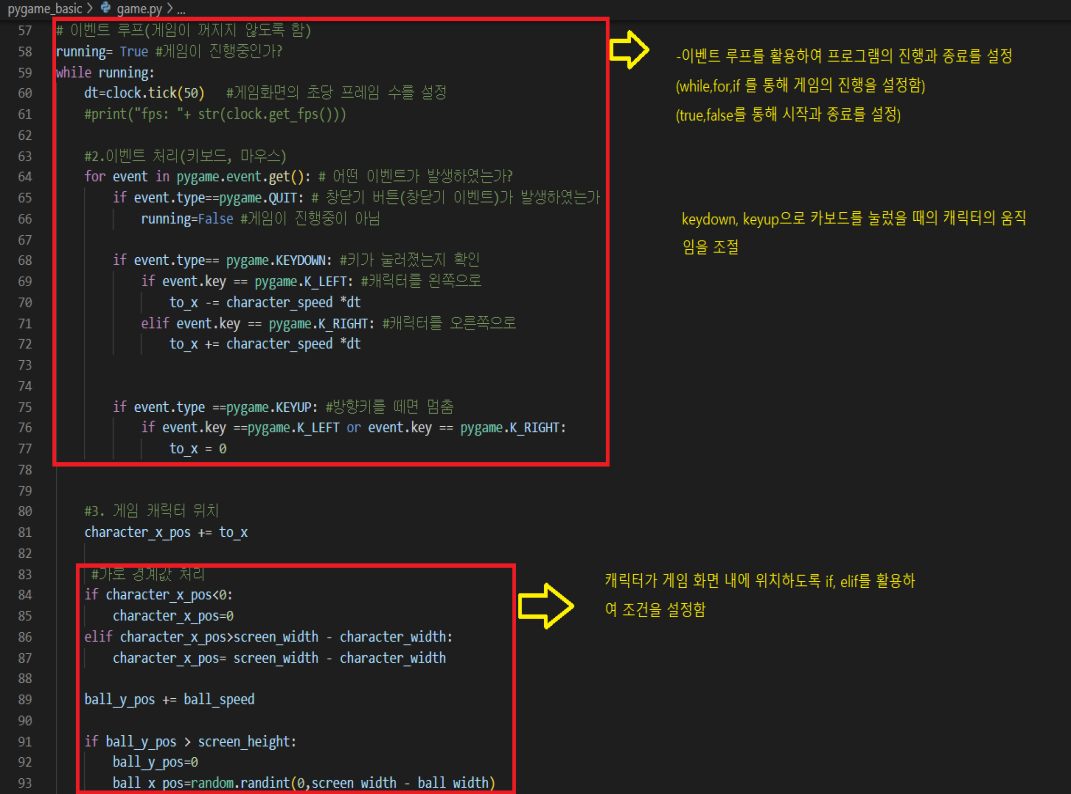 pygame_basic > game.py > ...
57 # 이벤트 루프(게임이 꺼지지 않도록 함)
58 running= True #게임이 진행중인가?
59 while running:
60 dt=clock.tick(50) #게임화면의 초당 프레임 수를 설정
61 #print("fps: "+ str(clock.get_fps()))
62
63 #2.이벤트 처리(키보드, 마우스)
64 for event in pygame.event.get(): # 어떤 이벤트가 발생하였는가?
65 if event.type==pygame.QUIT: # 창닫기 버튼(창닫기 이벤트)가 발생하였는가
66 running=False #게임이 진행중이 아님
67
68 if event.type== pygame.KEYDOWN: #키가 눌러졌는지 확인
69 if event.key == pygame.K_LEFT: #캐릭터를 왼쪽으로
70 to_x -= character_speed *dt
71 elif event.key == pygame.K_RIGHT: #캐릭터를 오른쪽으로
72 to_x += character_speed *dt
73
74
75 if event.type ==pygame.KEYUP: #방향키를 떼면 멈춤
76 if event.key ==pygame.K_LEFT or event.key == pygame.K_RIGHT:
77 to_x = 0
78
79
80 #3. 게임 캐릭터 위치
81 character_x_pos += to_x
82
83 #가로 경계값 처리
84 if character_x_pos<0:
85 character_x_pos=0
86 elif character_x_pos>screen_width - character_width:
87 character_x_pos= screen_width - character_width
88
89 ball_y_pos += ball_speed
90
91 if ball_y_pos > screen_height:
92 ball_y_pos=0
93 ball_x_pos=random.randint(0,screen_width - ball_width)
-이벤트 루프를 활용하여 프로그램의 진행과 종료를 설정
(while,for,if 를 통해 게임의 진행을 설정함)
(true,false를 통해 시작과 종료를 설정)
keydown, keyup으로 카보드를 눌렀을 때의 캐릭터의 움직
임을 조절
캐릭터가 게임 화면 내에 위치하도록 if, elif를 활용하
여 조건을 설정함